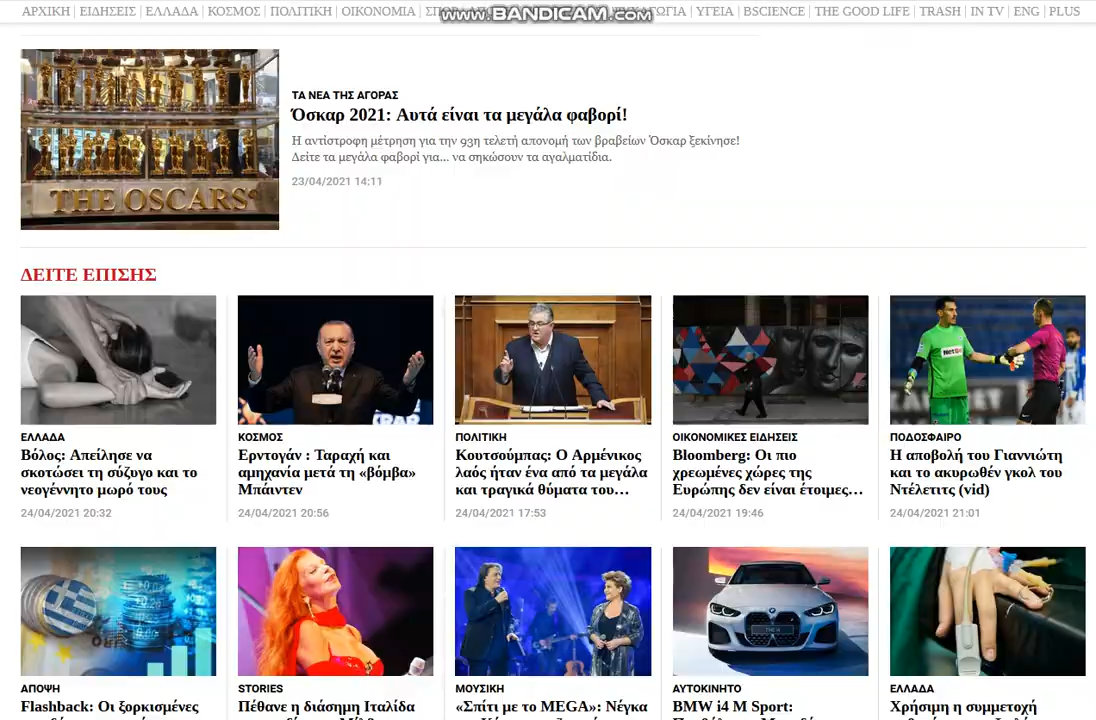 ΑΡΧΙΚΗ ΕΙΔΗΣΕΙΣ ΕΛΛΑΔΑ ΚΟΣΜΟΣ ΠΟΛΙΤΙΚΗ ΟΙΚΟΝΟΜΙΑ ΥΓΕΙΑ BSCIENCE THE GOOD LIFE TRASH IN TV ENG PLUS
www.BANDICAM.com
THE OSCARS
ΤΑ ΝΕΑ ΤΗΣ ΑΓΟΡΑΣ
Όσκαρ 2021: Αυτά είναι τα μεγάλα φαβορί!
Η αντίστροφη μέτρηση για την 93η τελετή απονομή των βραβείων Όσκαρ ξεκίνησε!
Δείτε τα μεγάλα φαβορί για... να σηκώσουν τα αγαλματίδια.
23/04/2021 14:11
ΔΕΙΤΕ ΕΠΙΣΗΣ
ΕΛΛΑΔΑ
Βόλος: Απείλησε να
σκοτώσει τη σύζυγο και το
νεογέννητο μωρό τους
24/04/2021 20:32
ΚΟΣΜΟΣ
Ερντογάν : Ταραχή και
αμηχανία μετά τη «βόμβα»
Μπάιντεν
24/04/2021 20:56
ΠΟΛΙΤΙΚΗ
Κουτσούμπας: Ο Αρμένικος
λαός ήταν ένα από τα μεγάλα
και τραγικά θύματα του…
24/04/2021 17:53
ΟΙΚΟΝΟΜΙΚΕΣ ΕΙΔΗΣΕΙΣ
Bloomberg: Οι πιο
χρεωμένες χώρες της
Ευρώπης δεν είναι έτοιμες…
24/04/2021 19:46
ΠΟΔΟΣΦΑΙΡΟ
Η αποβολή του Γιαννιώτη
και το ακυρωθέν γκολ του
Ντέλετιτς (vid)
24/04/2021 21:01
ΑΠΟΨΗ
Flashback: Οι ξορκισμένες
STORIES
Πέθανε η διάσημη Ιταλίδα
ΜΟΥΣΙΚΗ
«Σπίτι με το MEGA»: Νέγκα
ΑΥΤΟΚΙΝΗΤΟ
BMW i4 M Sport:
ΕΛΛΑΔΑ
Χρήσιμη η συμμετοχή